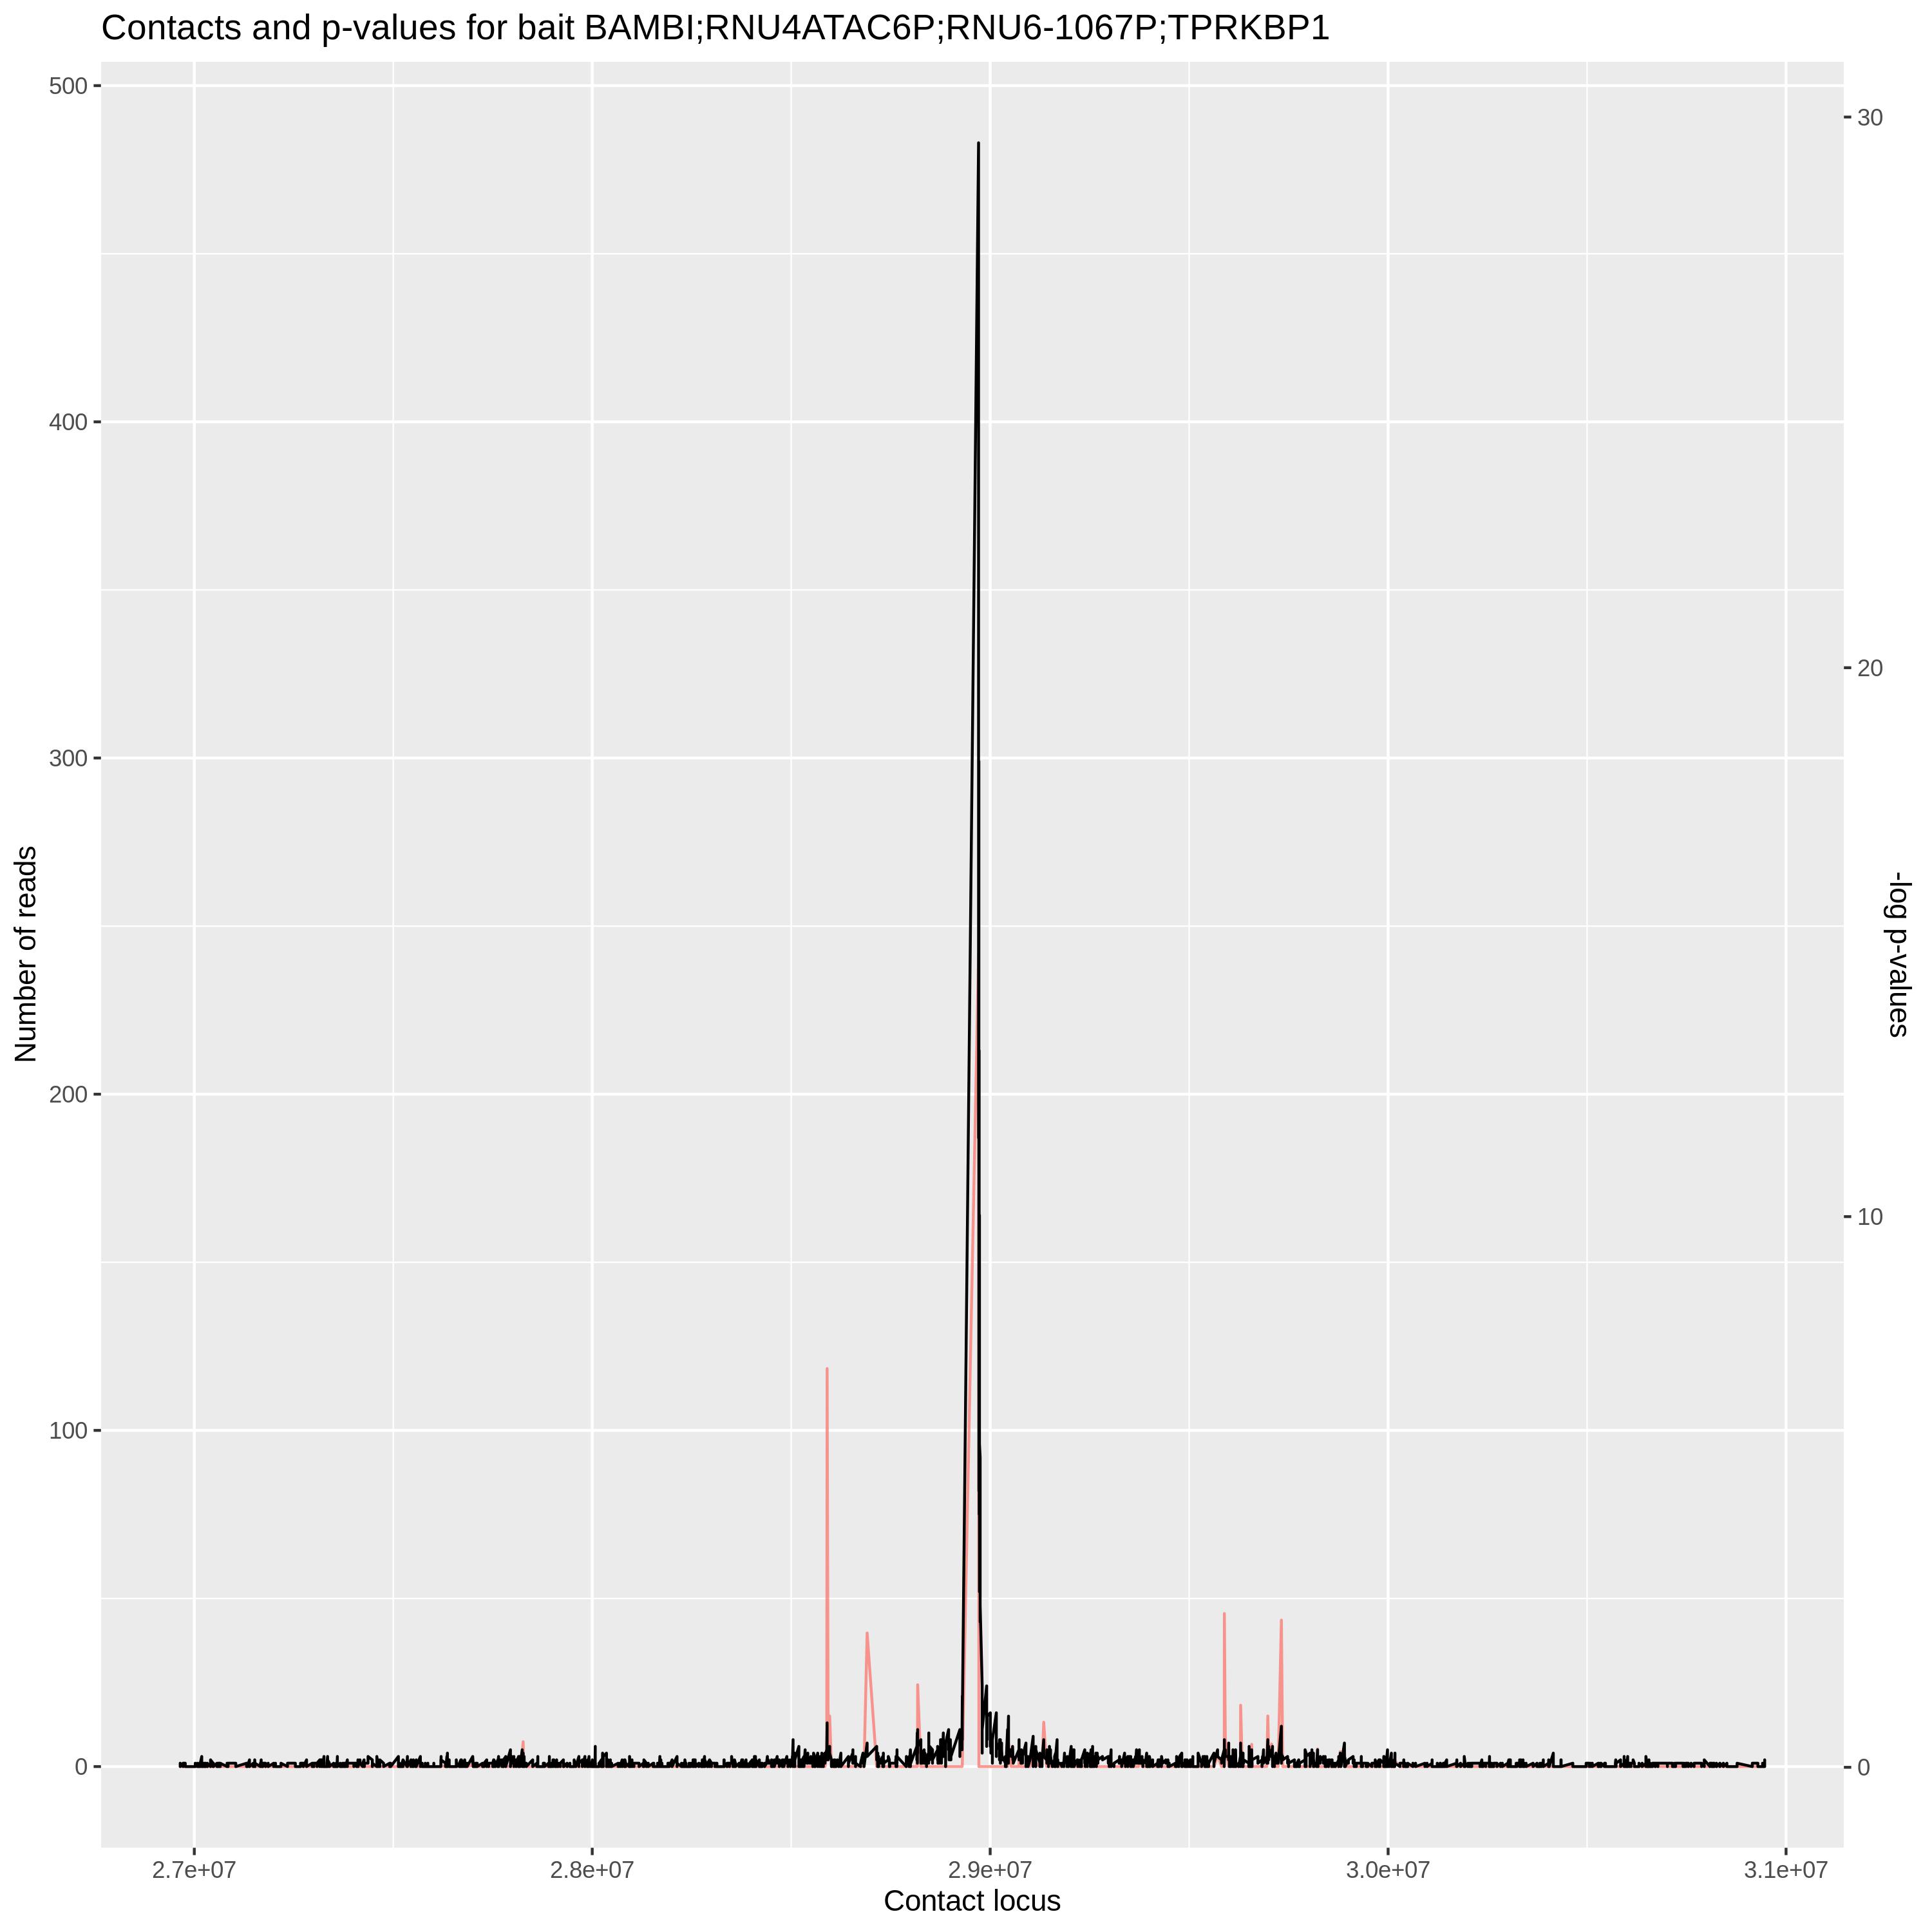 Contacts and p-values for bait BAMBI;RNU4ATAC6P;RNU6-1067P;TPRKBP1
500
400
300
200
100
0
Number of reads
30
20
10
0
-log p-values
2.7e+07 2.8e+07 2.9e+07 3.0e+07 3.1e+07
Contact locus